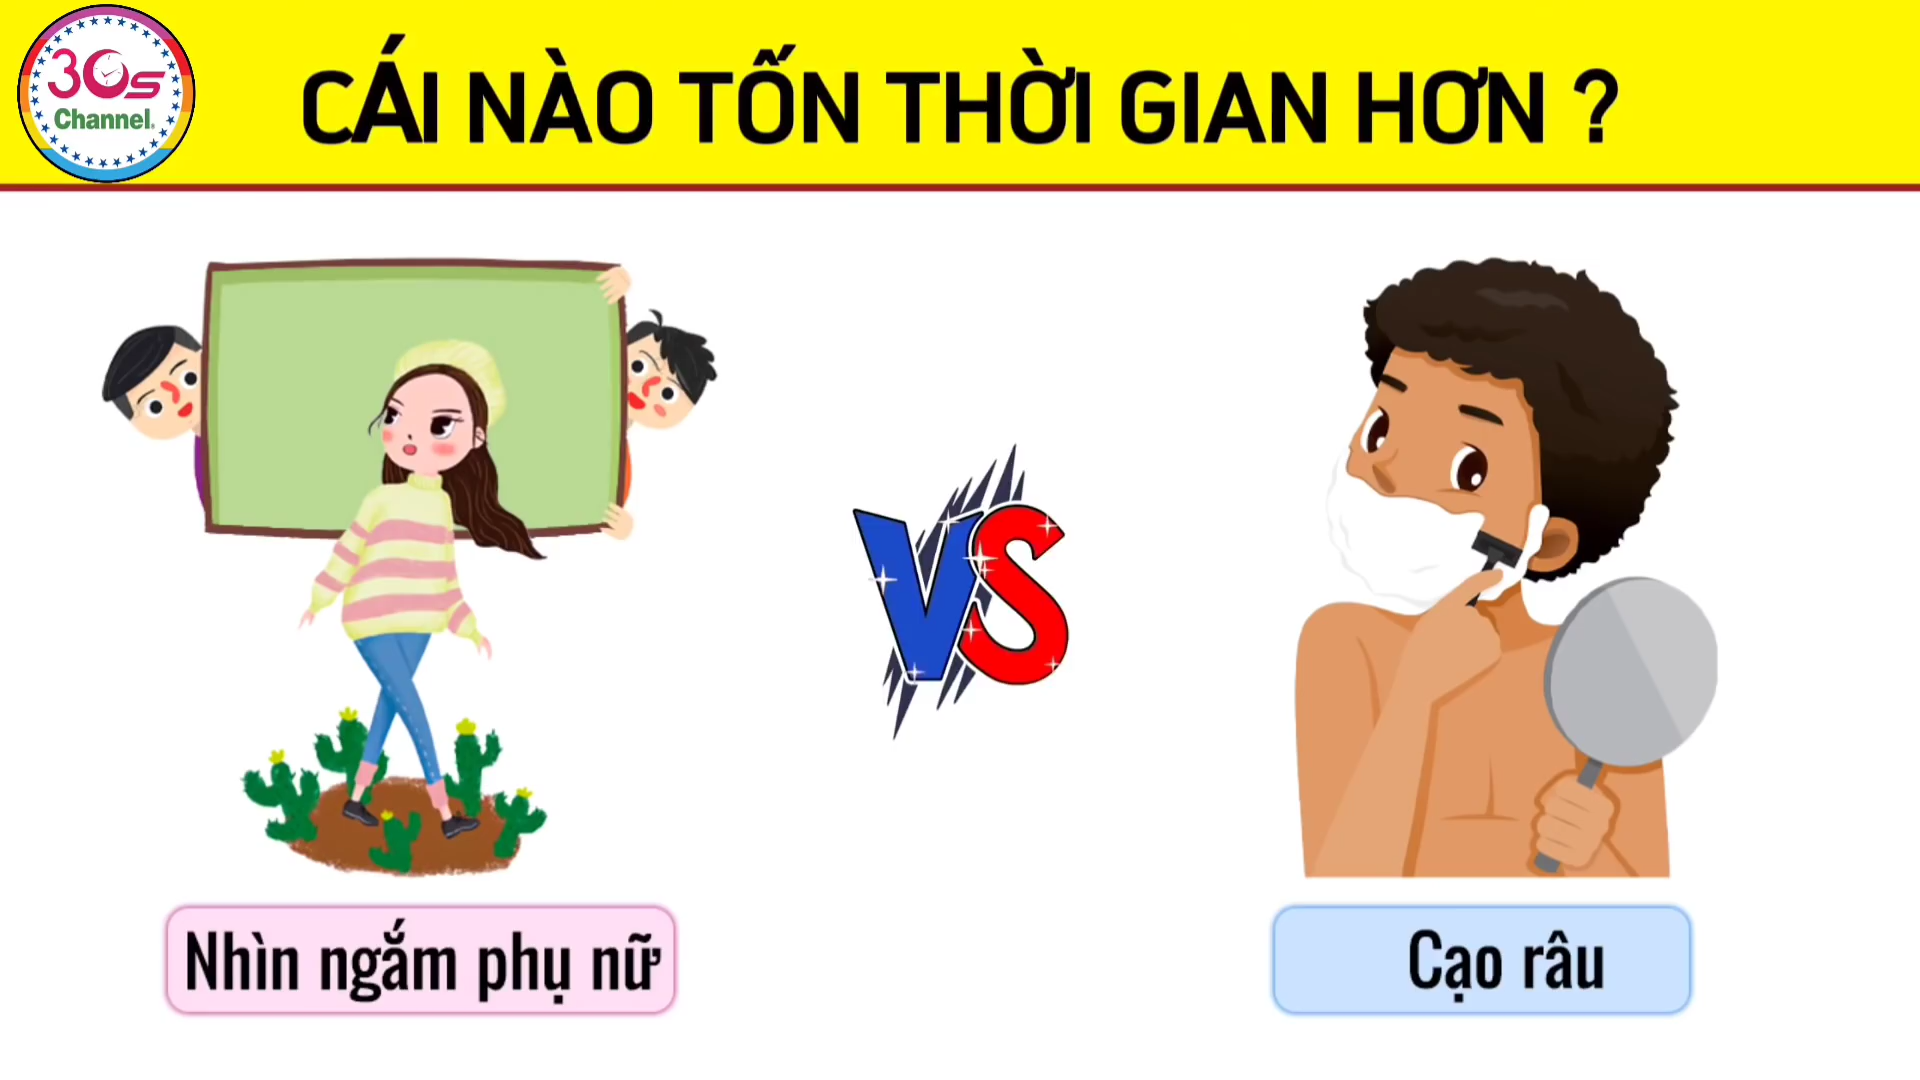 30s
Channel.
CÁI NÀO TỐN THỜI GIAN HƠN ?
VS
Nhìn ngắm phụ nữ
Cạo râu